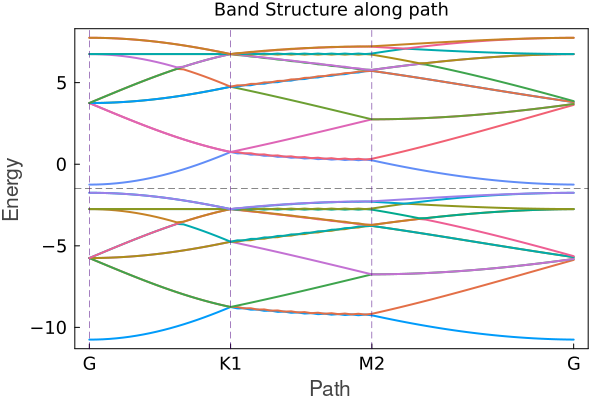 Band Structure along path
Energy
5
0
−5
−10
G K1 M2 G
Path